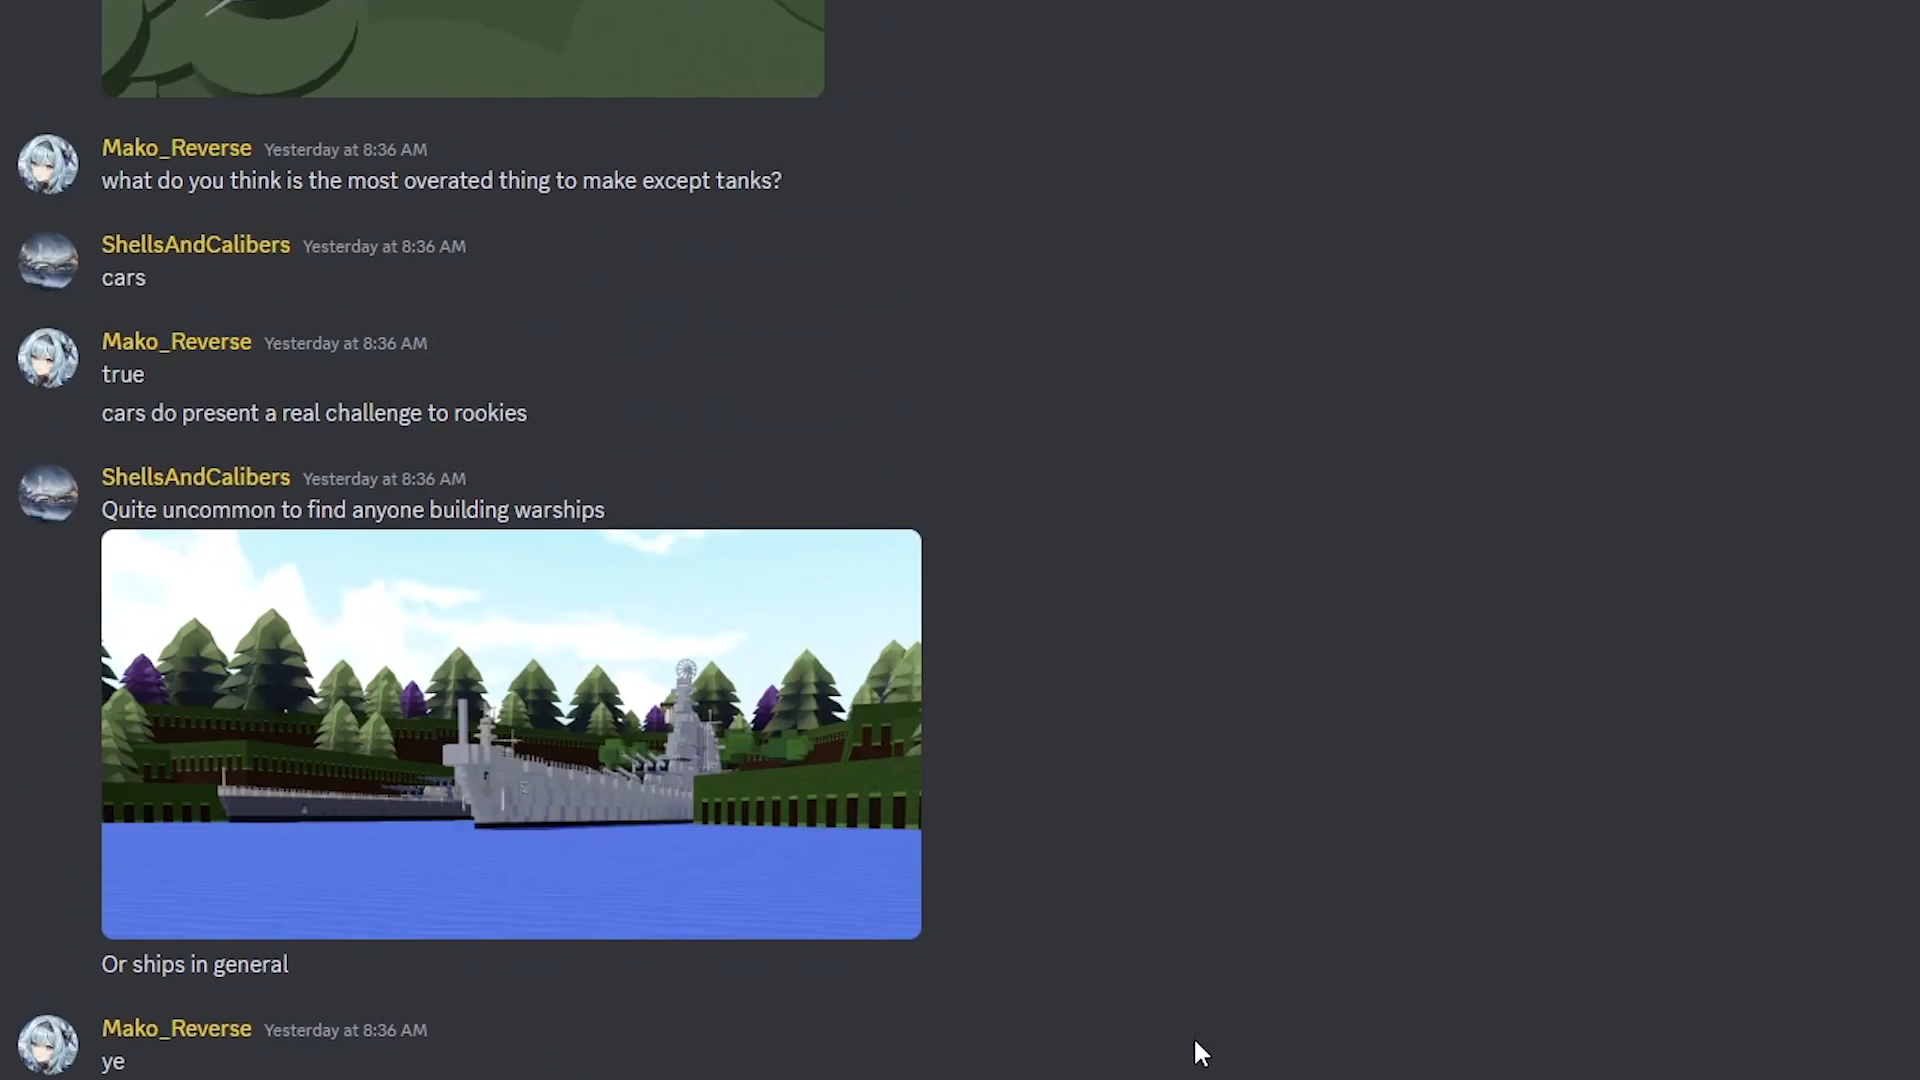 Mako_Reverse Yesterday at 8:36 AM
what do you think is the most overated thing to make except tanks?
ShellsAndCalibers Yesterday at 8:36 AM
cars
Mako_Reverse Yesterday at 8:36 AM
true
cars do present a real challenge to rookies
ShellsAndCalibers Yesterday at 8:36 AM
Quite uncommon to find anyone building warships
Or ships in general
Mako_Reverse Yesterday at 8:36 AM
ye